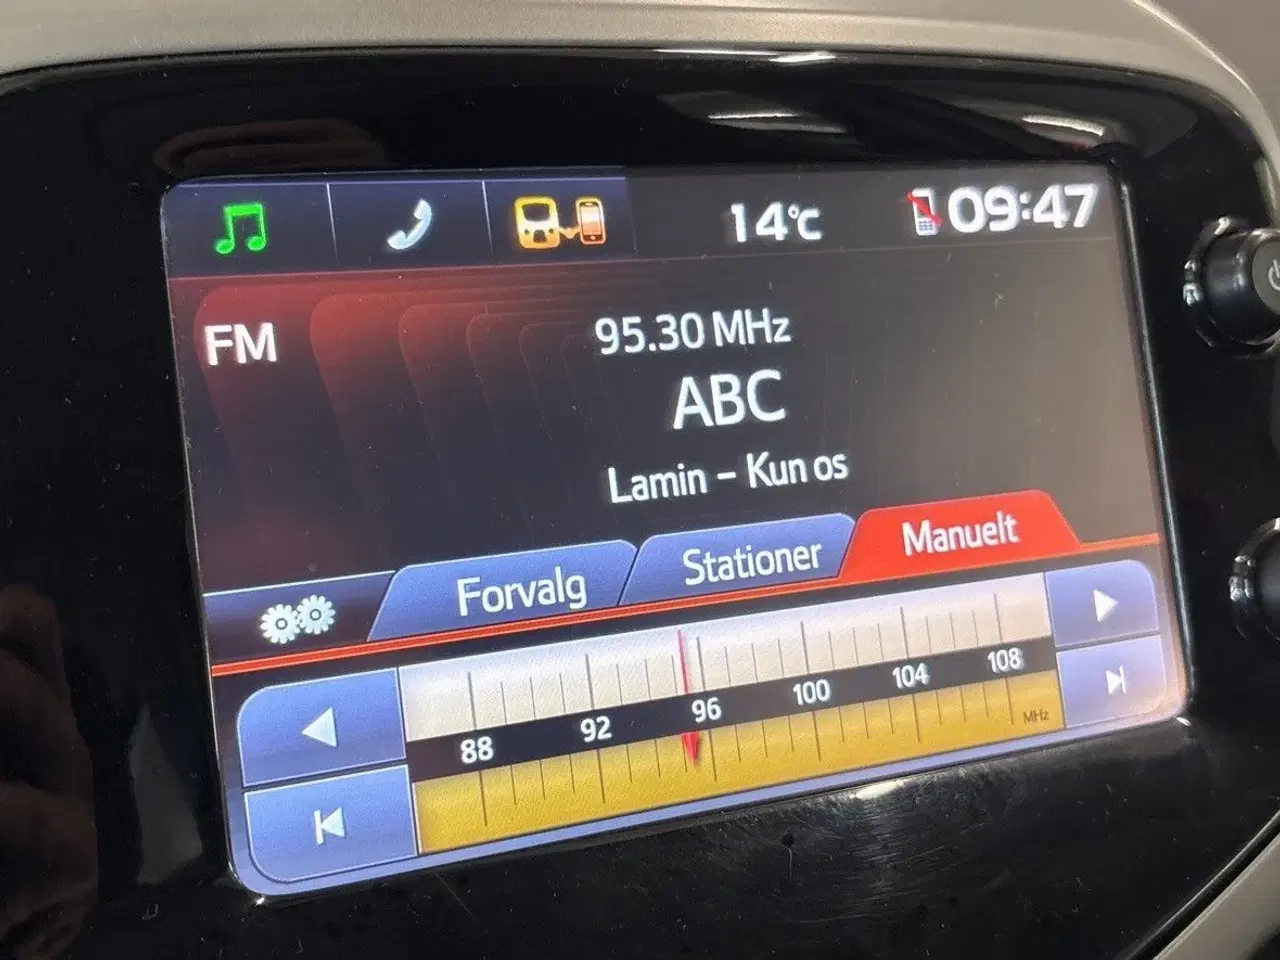 14°C 09:47
FM
95.30 MHz
ABC
Lamin - Kun os
Forvalg Stationer Manuelt
88 92 96 100 104 108
MHz